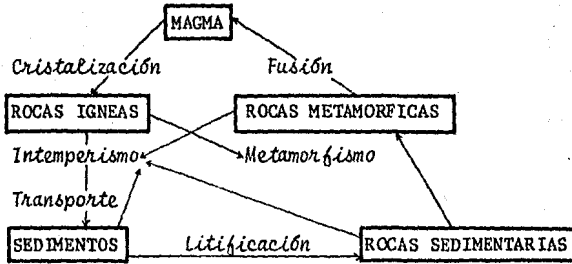 MAGMA
Cristalización Fusión
ROCAS IGNEAS ROCAS METAMORFICAS
Intemperismo Metamorfismo
Transporte
SEDIMENTOS Litificación ROCAS SEDIMENTARIAS